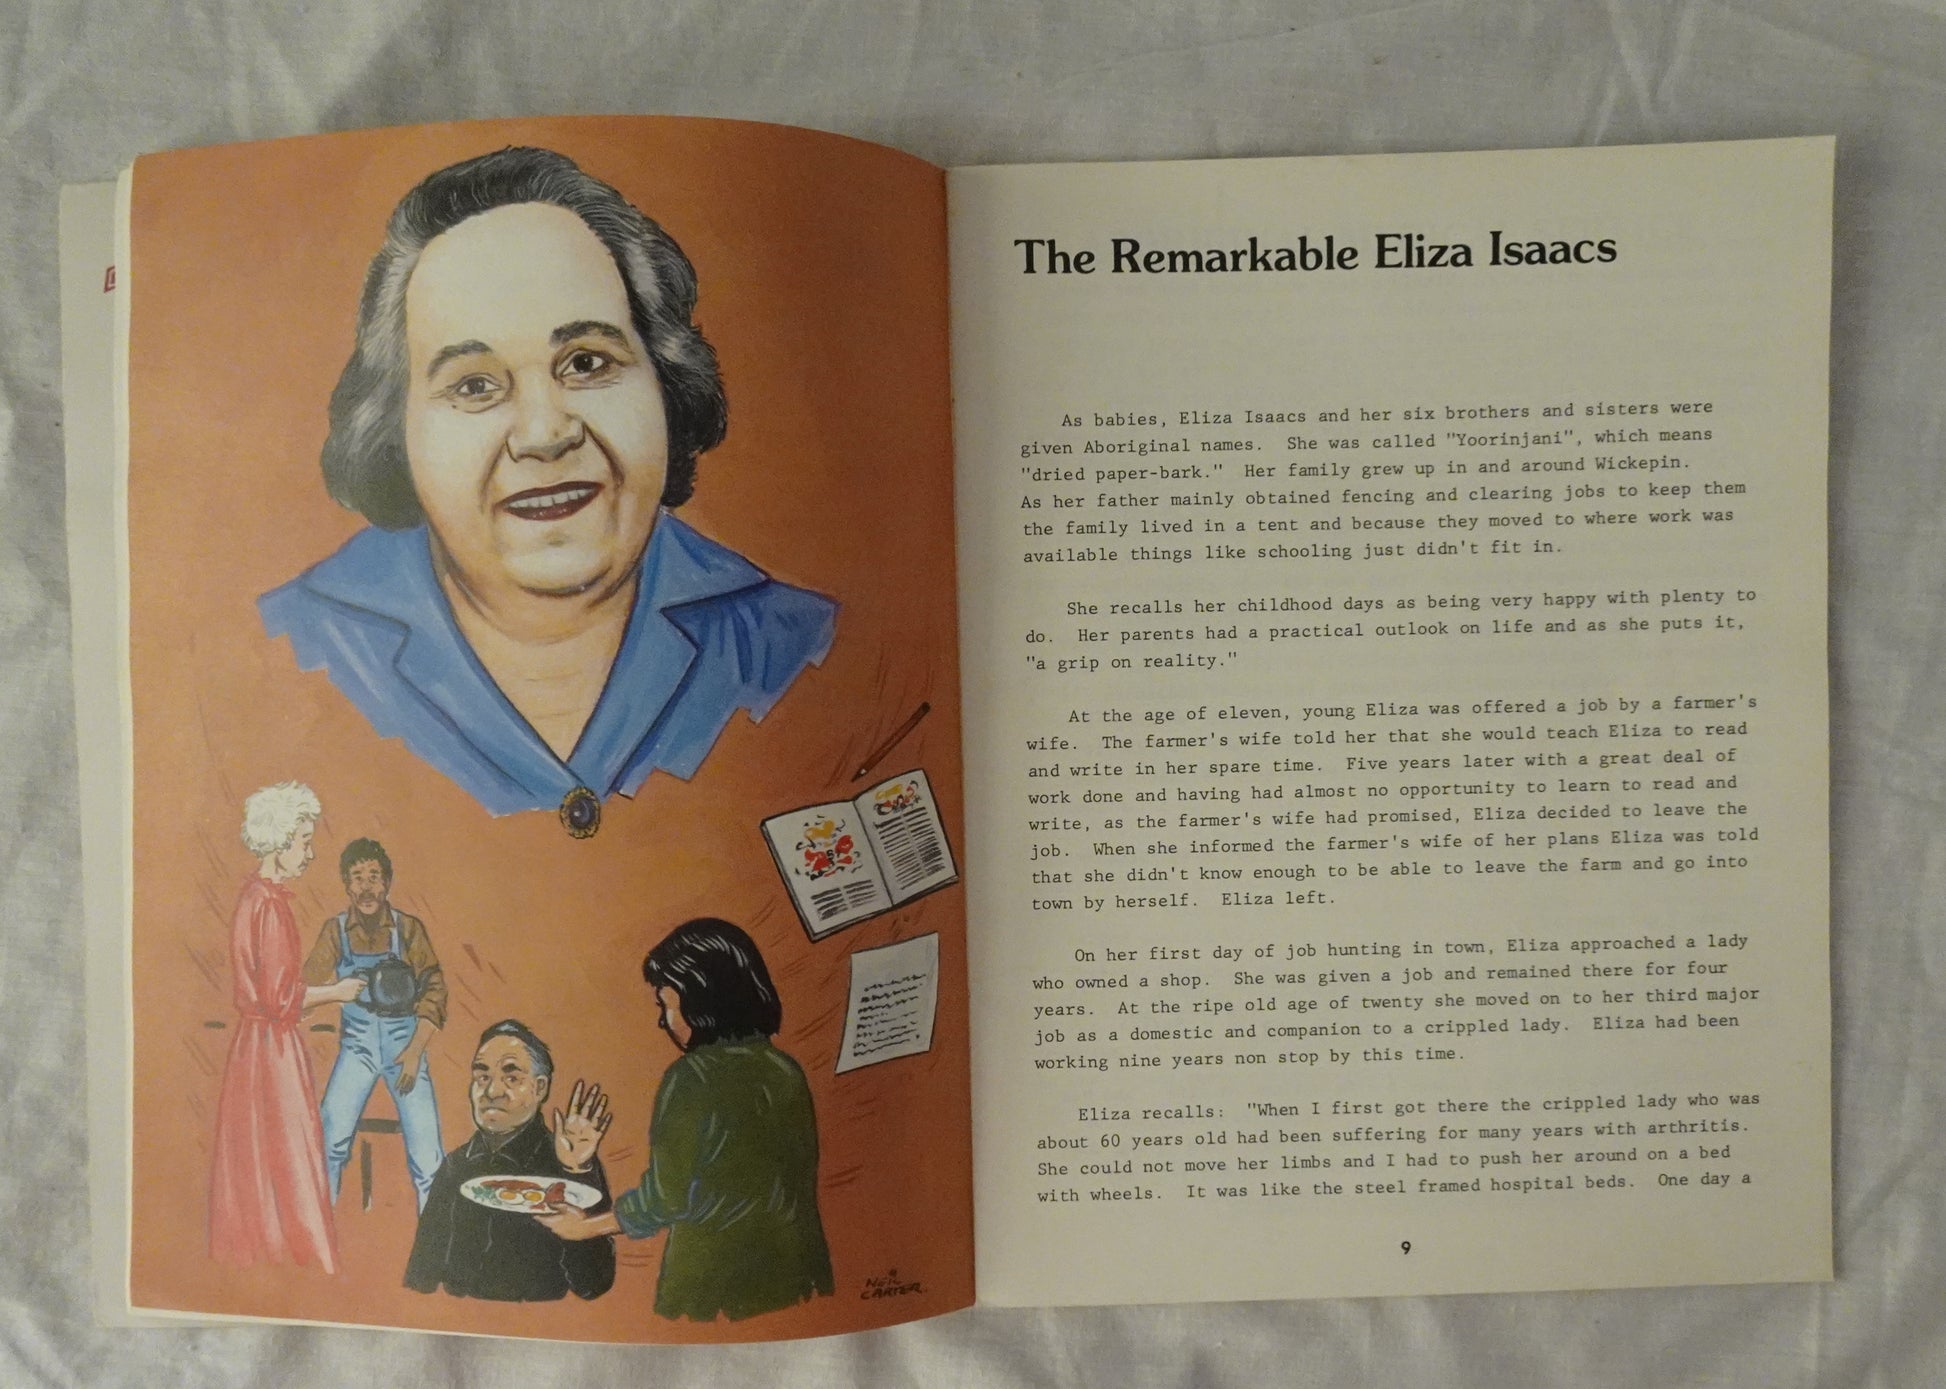 NEIL
CARTER.
The Remarkable Eliza Isaacs
As babies, Eliza Isaacs and her six brothers and sisters were
given Aboriginal names. She was called "Yoorinjani", which means
"dried paper-bark." Her family grew up in and around Wickepin.
As her father mainly obtained fencing and clearing jobs to keep them
the family lived in a tent and because they moved to where work was
available things like schooling just didn't fit in.
She recalls her childhood days as being very happy with plenty to
do. Her parents had a practical outlook on life and as she puts it,
"a grip on reality."
At the age of eleven, young Eliza was offered a job by a farmer's
wife. The farmer's wife told her that she would teach Eliza to read
and write in her spare time. Five years later with a great deal of
work done and having had almost no opportunity to learn to read and
write, as the farmer's wife had promised, Eliza decided to leave the
job. When she informed the farmer's wife of her plans Eliza was told
that she didn't know enough to be able to leave the farm and go into
town by herself. Eliza left.
On her first day of job hunting in town, Eliza approached a lady
who owned a shop. She was given a job and remained there for four
years. At the ripe old age of twenty she moved on to her third major
job as a domestic and companion to a crippled lady. Eliza had been
working nine years non stop by this time.
Eliza recalls: "When I first got there the crippled lady who was
about 60 years old had been suffering for many years with arthritis.
She could not move her limbs and I had to push her around on a bed
with wheels. It was like the steel framed hospital beds. One day a
9